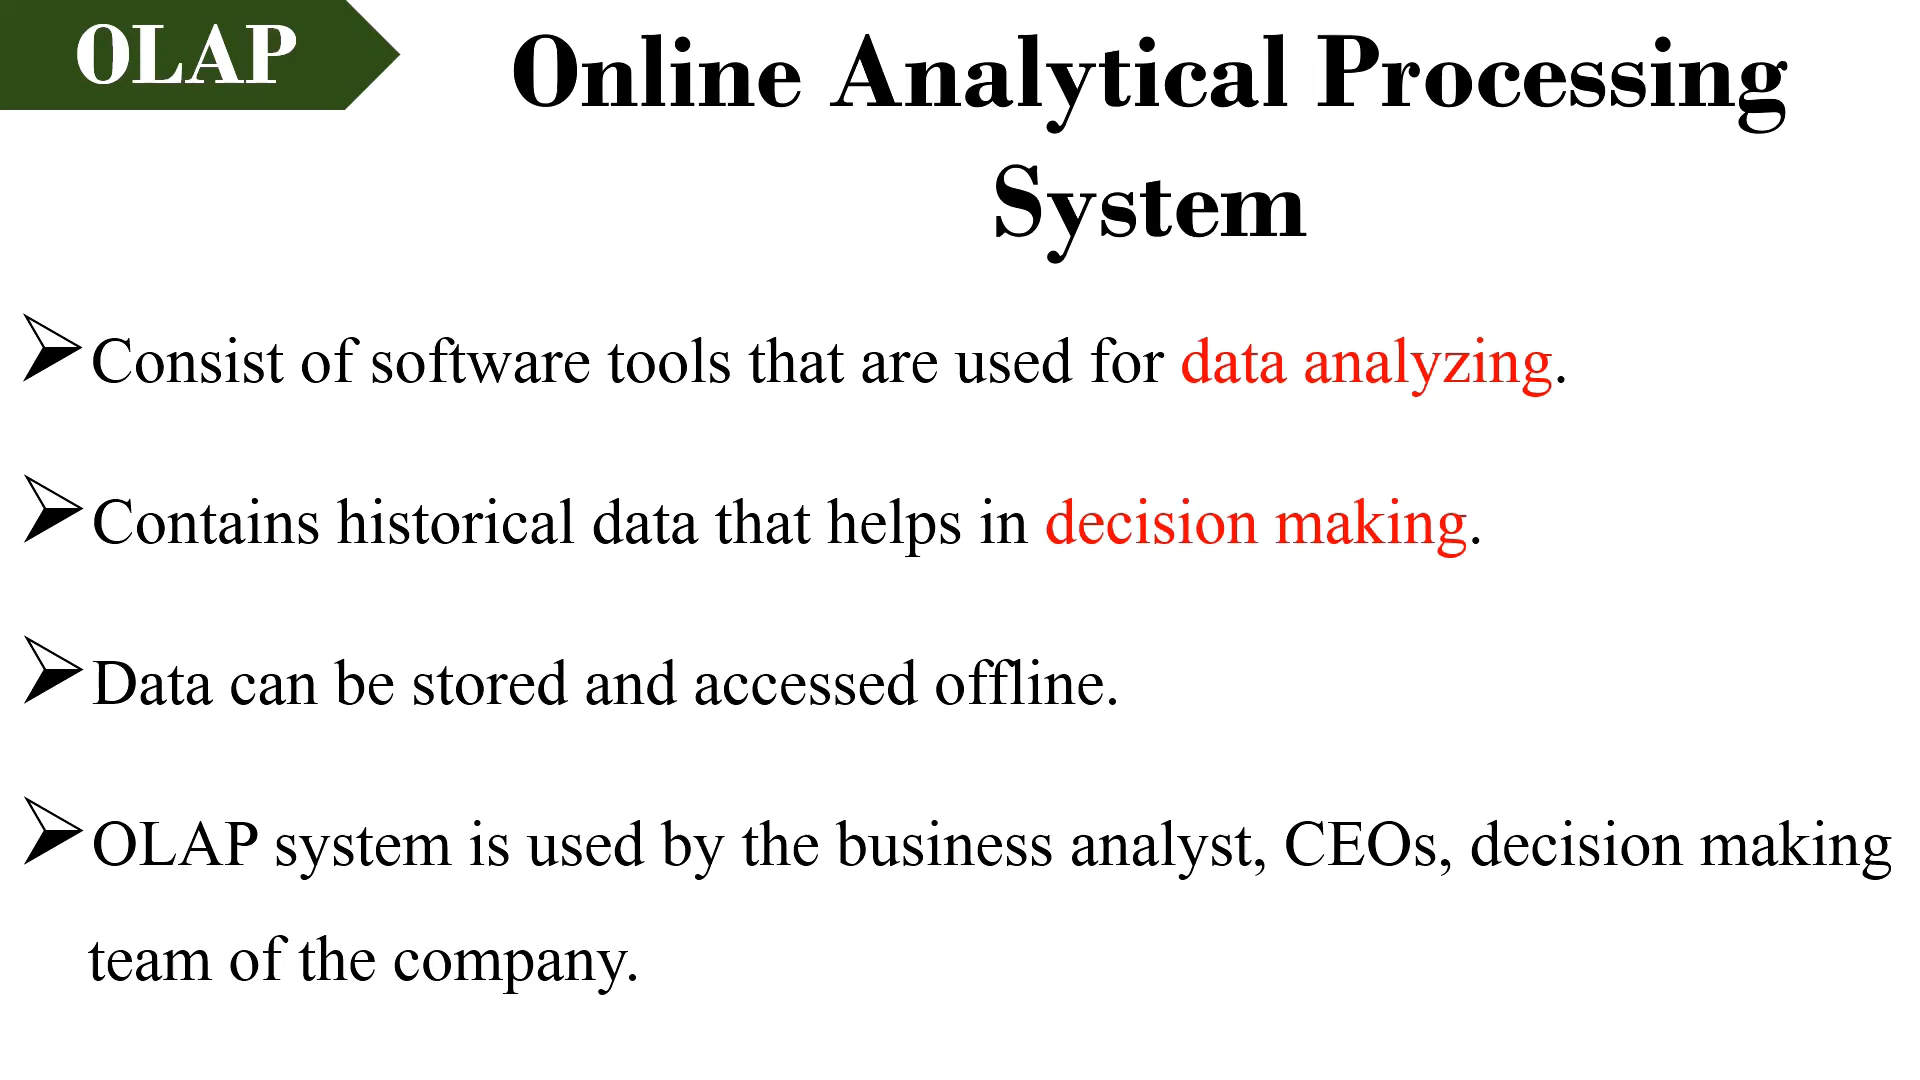 OLAP
Online Analytical Processing
System
Consist of software tools that are used for data analyzing.
Contains historical data that helps in decision making.
Data can be stored and accessed offline.
OLAP system is used by the business analyst, CEOs, decision making
team of the company.